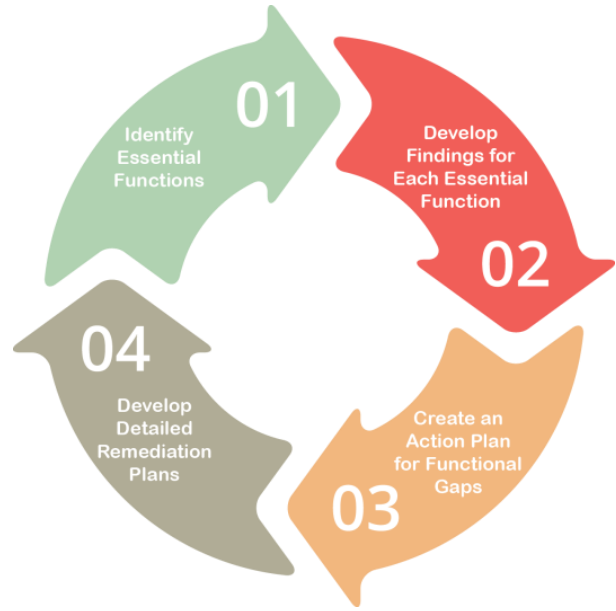 01
Identify
Essential
Functions
Develop
Findings for
Each Essential
Function
02
Create an
Action Plan
for Functional
Gaps
03
04
Develop
Detailed
Remediation
Plans